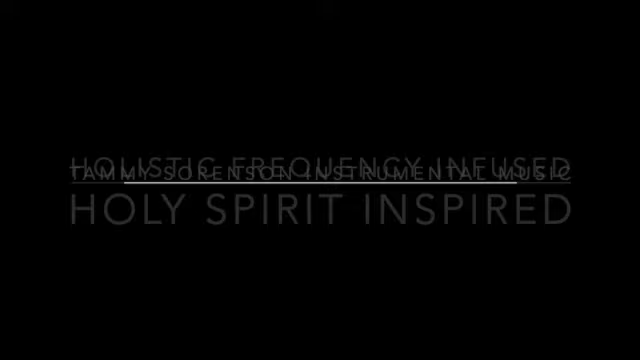 HOLISTIC FREQUENCY INFUSED
TAMMY SORENSON INSTRUMENTAL MUSIC
HOLY SPIRIT INSPIRED